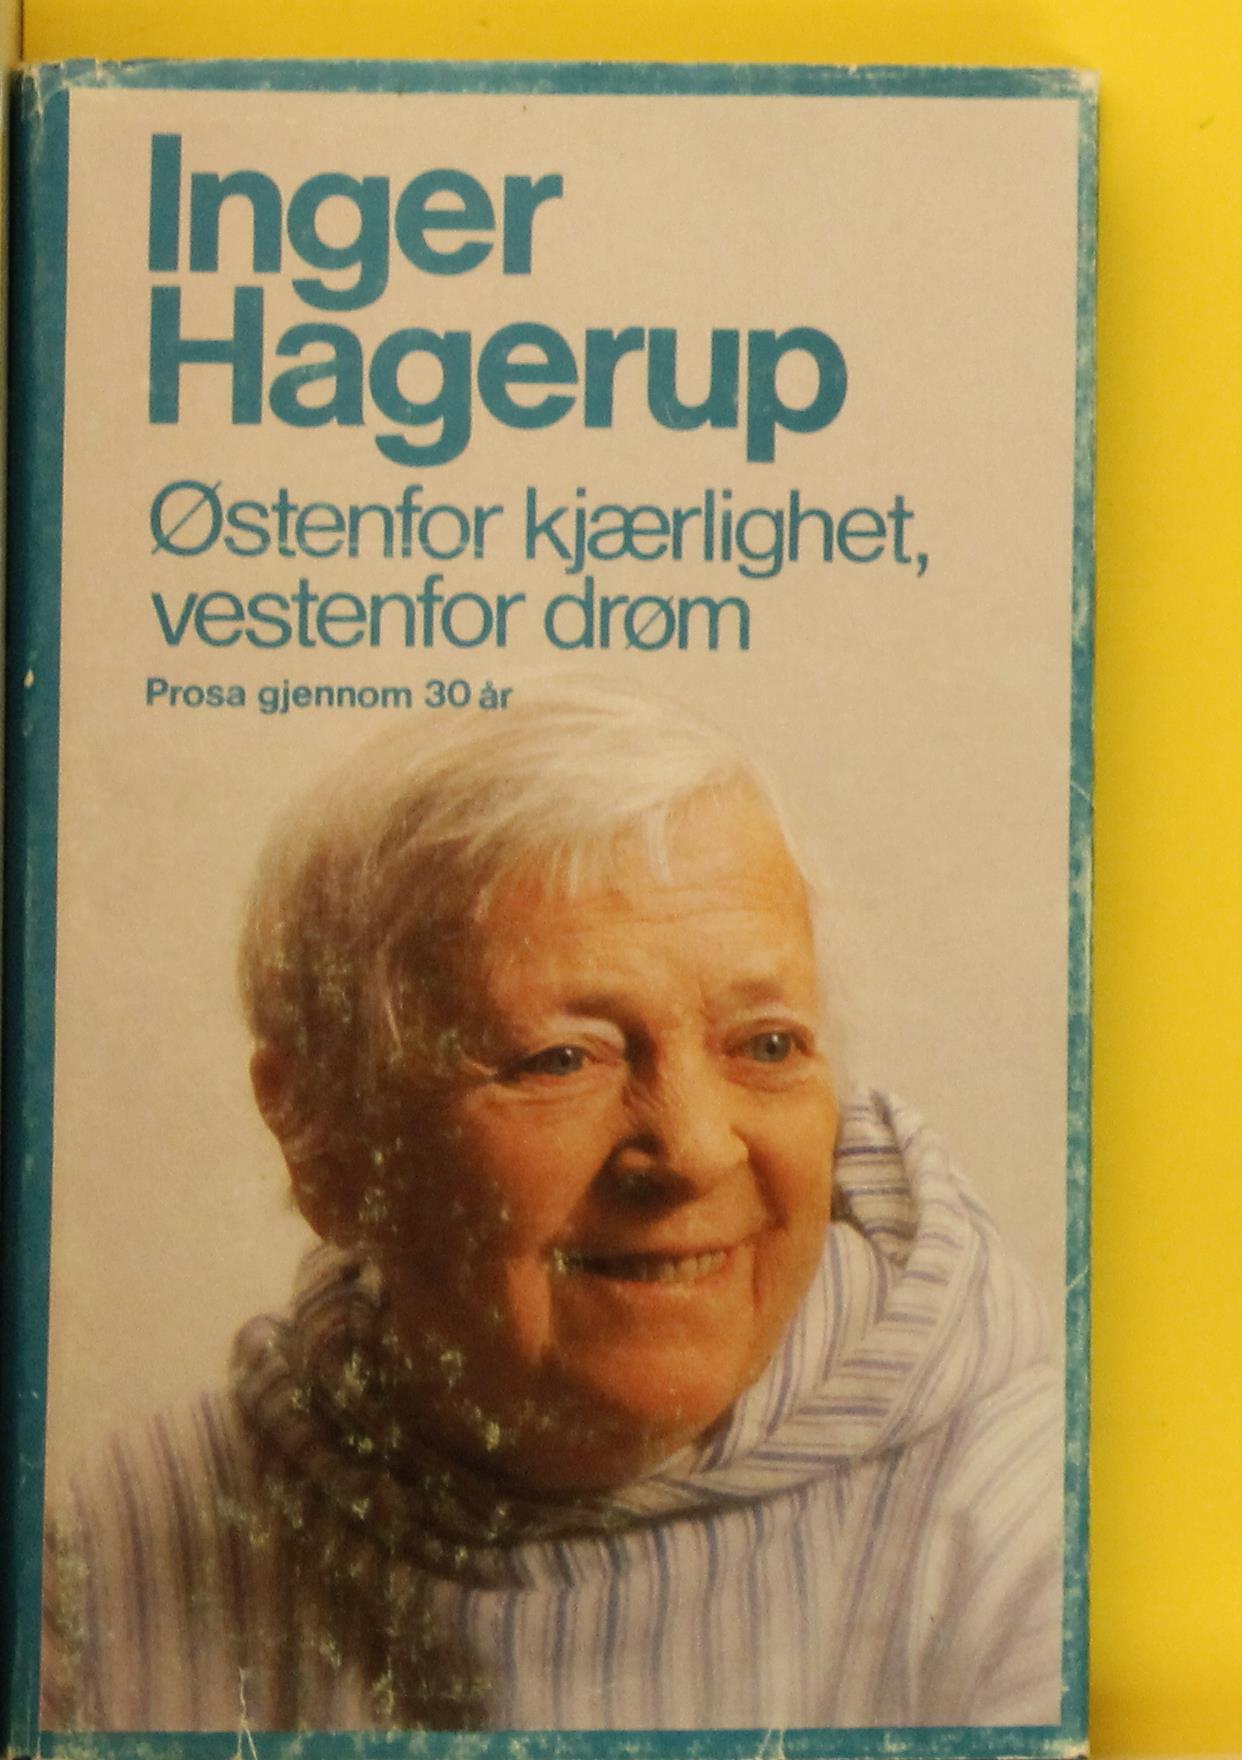 Inger
Hagerup
Østenfor kjærlighet,
vestenfor drøm
Prosa gjennom 30 år